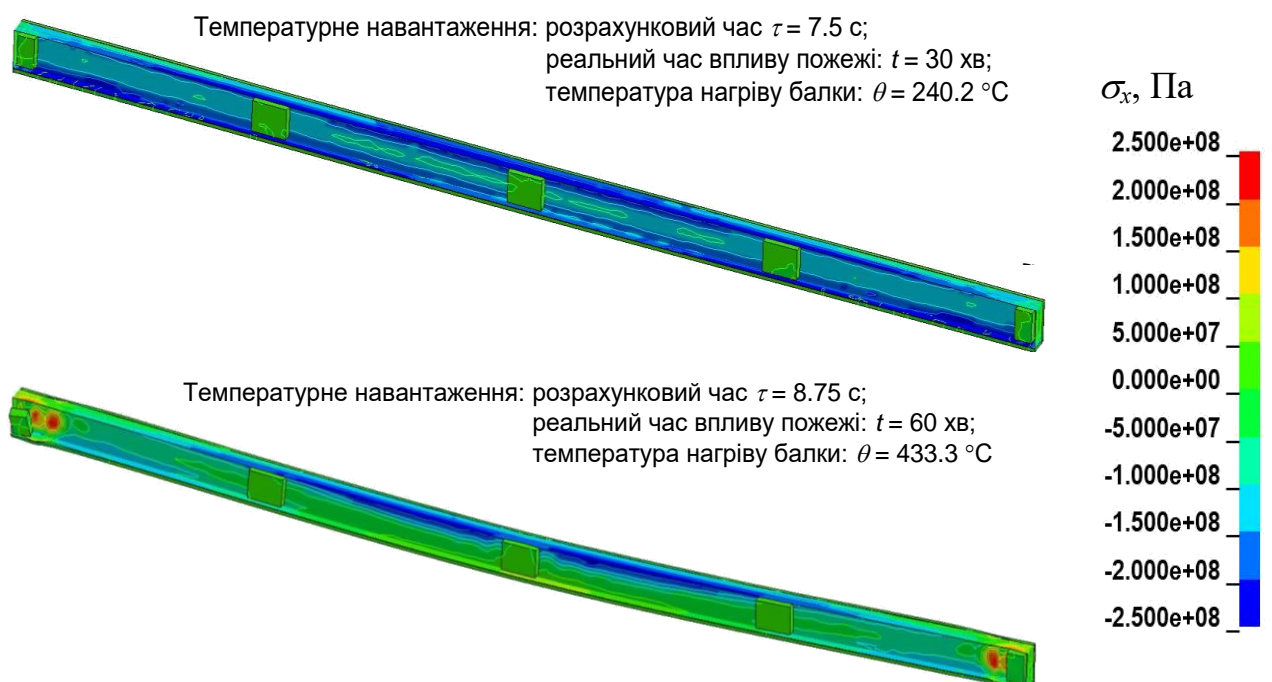 Температурне навантаження: розрахунковий час τ = 7.5 с;
реальний час впливу пожежі: t = 30 хв;
температура нагріву балки: θ = 240.2 °С
σx, Па
2.500e+08
2.000e+08
1.500e+08
1.000e+08
5.000e+07
0.000e+00
-5.000e+07
-1.000e+08
-1.500e+08
-2.000e+08
-2.500e+08
Температурне навантаження: розрахунковий час τ = 8.75 с;
реальний час впливу пожежі: t = 60 хв;
температура нагріву балки: θ = 433.3 °С